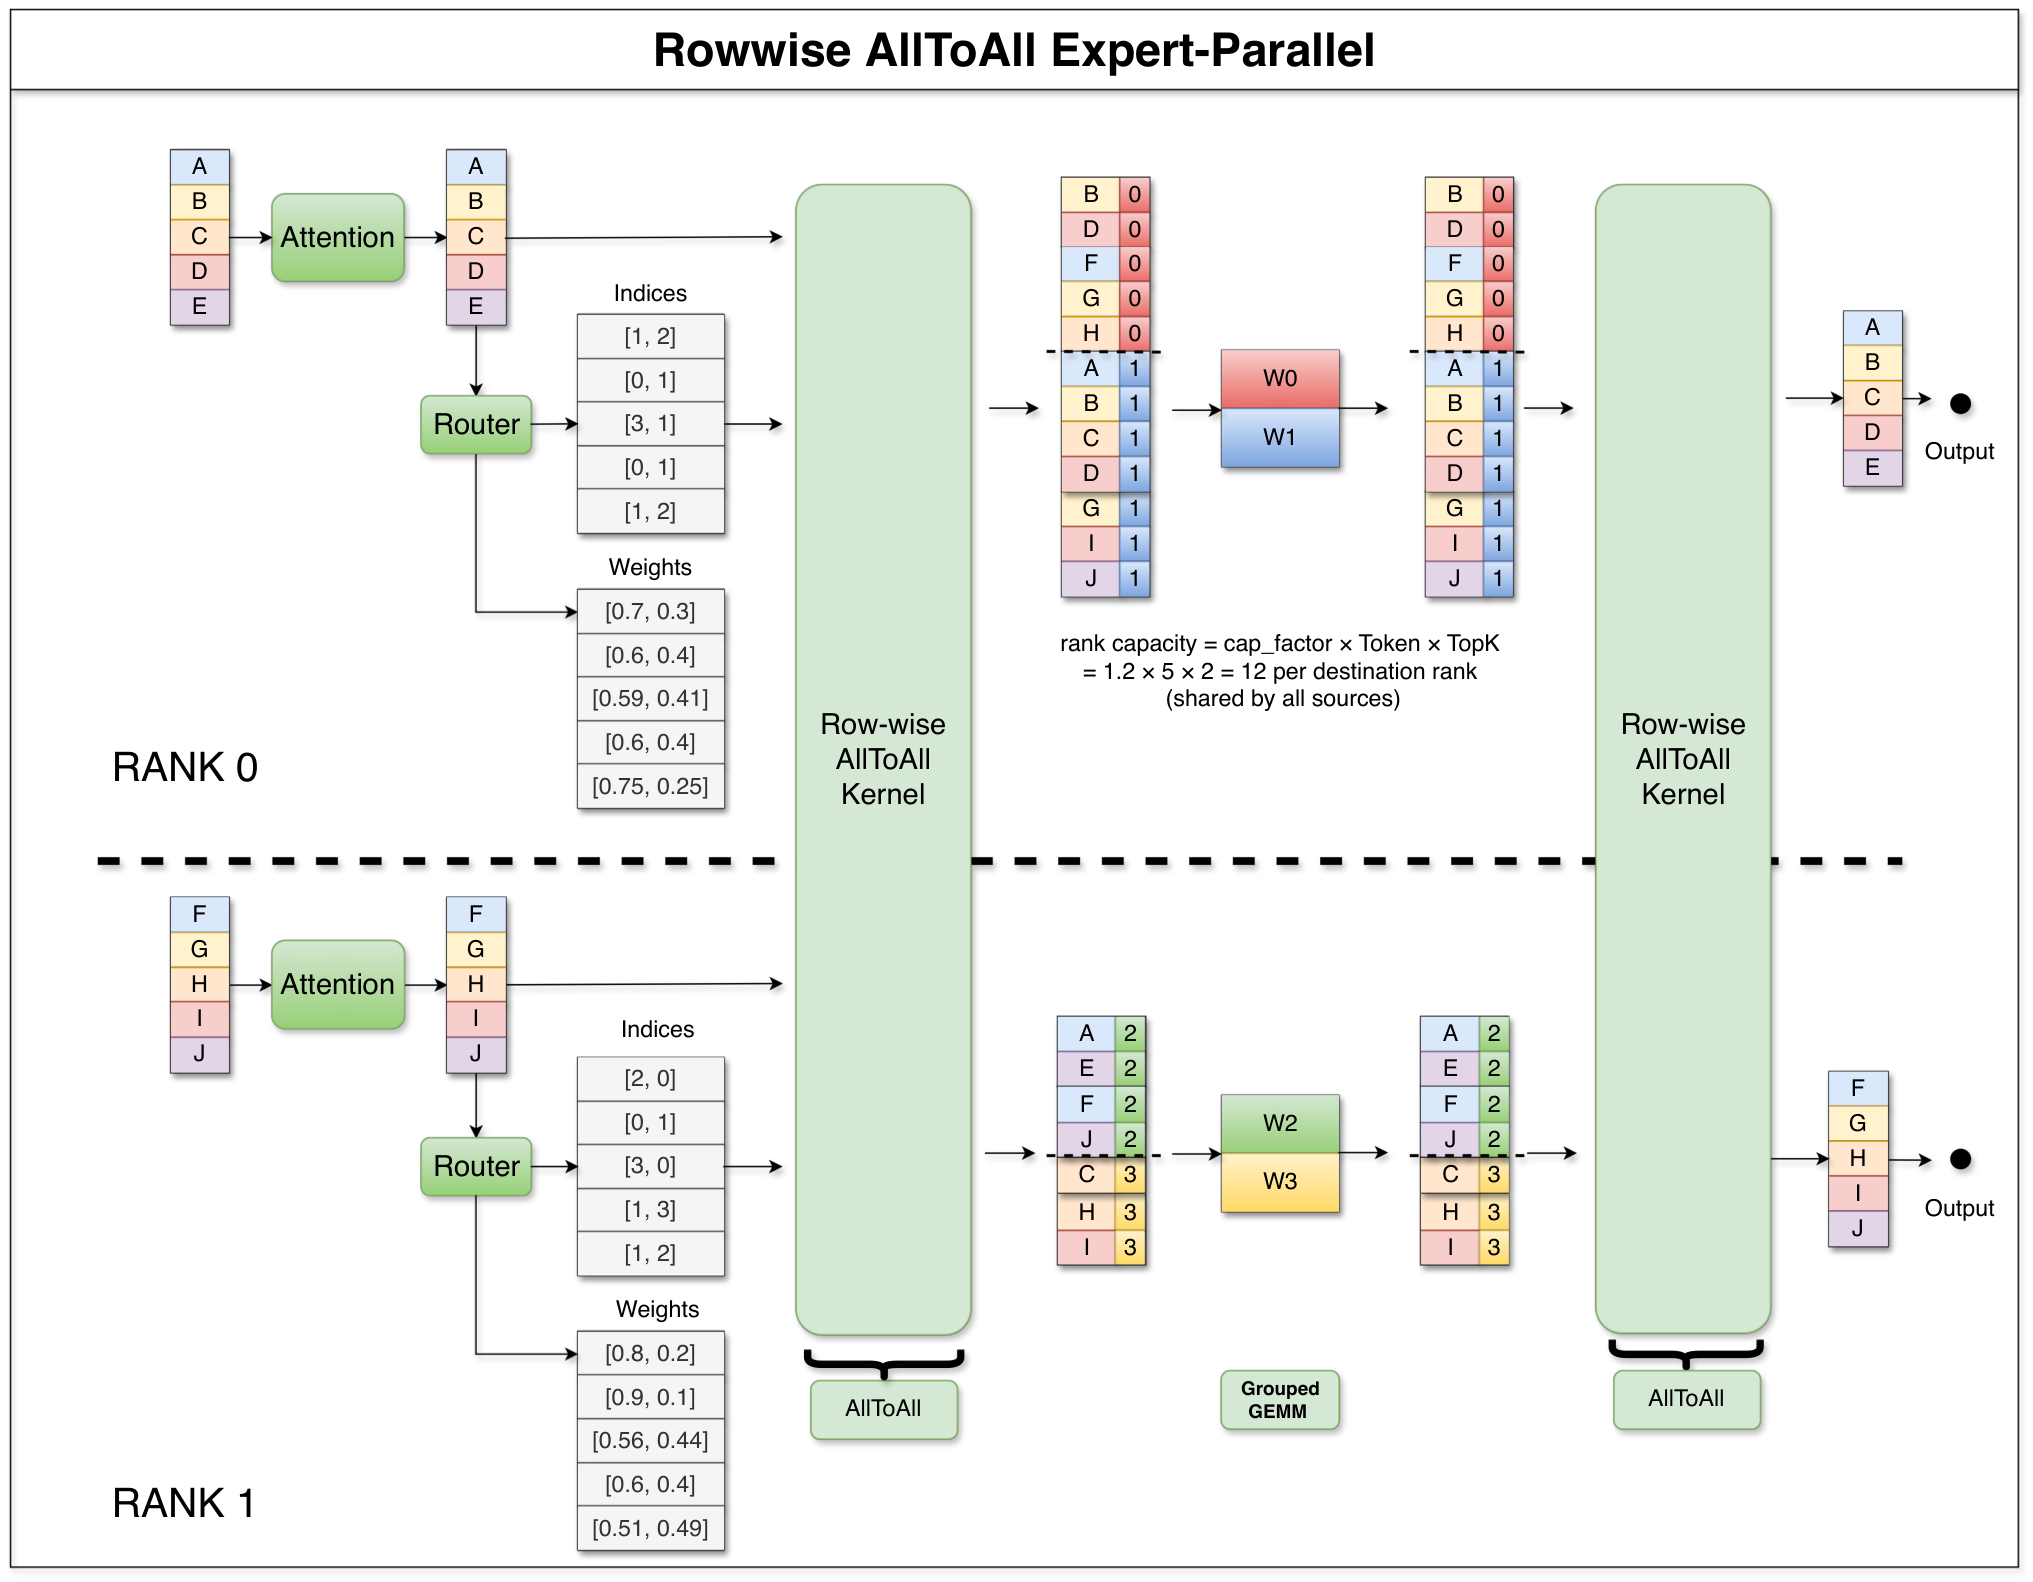 Rowwise AllToAll Expert-Parallel
A
B
C
D
E
Attention
A
B
C
D
E
Router
Indices
[1, 2]
[0, 1]
[3, 1]
[0, 1]
[1, 2]
Weights
[0.7, 0.3]
[0.6, 0.4]
[0.59, 0.41]
[0.6, 0.4]
[0.75, 0.25]
RANK 0
Row-wise
AllToAll
Kernel
B 0
D 0
F 0
G 0
H 0
A 1
B 1
C 1
D 1
G 1
I 1
J 1
W0
W1
B 0
D 0
F 0
G 0
H 0
A 1
B 1
C 1
D 1
G 1
I 1
J 1
rank capacity = cap_factor × Token × TopK
= 1.2 × 5 × 2 = 12 per destination rank
(shared by all sources)
Row-wise
AllToAll
Kernel
A
B
C
D
E
Output
F
G
H
I
J
Attention
F
G
H
I
J
Router
Indices
[2, 0]
[0, 1]
[3, 0]
[1, 3]
[1, 2]
Weights
[0.8, 0.2]
[0.9, 0.1]
[0.56, 0.44]
[0.6, 0.4]
[0.51, 0.49]
RANK 1
A 2
E 2
F 2
J 2
C 3
H 3
I 3
W2
W3
A 2
E 2
F 2
J 2
C 3
H 3
I 3
F
G
H
I
J
Output
AllToAll
Grouped
GEMM
AllToAll